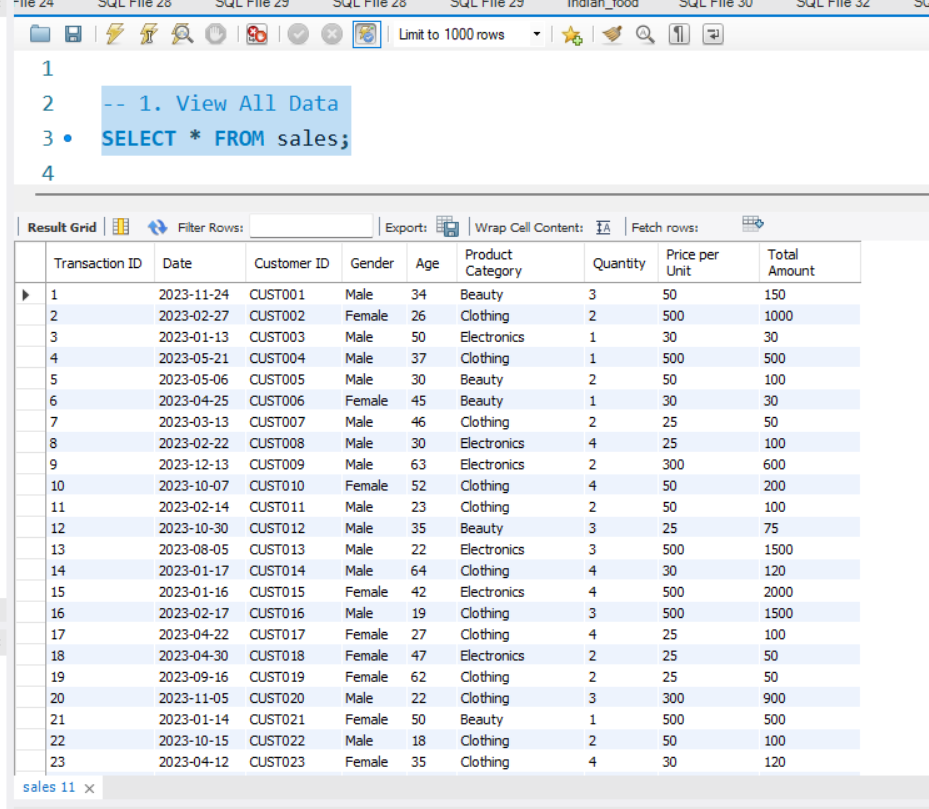 File 24 SQL File 28 SQL File 29 SQL File 28 SQL File 29 Indian_food SQL File 30 SQL File 32
Limit to 1000 rows
1
2 -- 1. View All Data
3 SELECT * FROM sales;
4
Result Grid Filter Rows: Export: Wrap Cell Content: Fetch rows:
Transaction ID Date Customer ID Gender Age Product Category Quantity Price per Unit Total Amount
1 2023-11-24 CUST001 Male 34 Beauty 3 50 150
2 2023-02-27 CUST002 Female 26 Clothing 2 500 1000
3 2023-01-13 CUST003 Male 50 Electronics 1 30 30
4 2023-05-21 CUST004 Male 37 Clothing 1 500 500
5 2023-05-06 CUST005 Male 30 Beauty 2 50 100
6 2023-04-25 CUST006 Female 45 Beauty 1 30 30
7 2023-03-13 CUST007 Male 46 Clothing 2 25 50
8 2023-02-22 CUST008 Male 30 Electronics 4 25 100
9 2023-12-13 CUST009 Male 63 Electronics 2 300 600
10 2023-10-07 CUST010 Female 52 Clothing 4 50 200
11 2023-02-14 CUST011 Male 23 Clothing 2 50 100
12 2023-10-30 CUST012 Male 35 Beauty 3 25 75
13 2023-08-05 CUST013 Male 22 Electronics 3 500 1500
14 2023-01-17 CUST014 Male 64 Clothing 4 30 120
15 2023-01-16 CUST015 Female 42 Electronics 4 500 2000
16 2023-02-17 CUST016 Male 19 Clothing 3 500 1500
17 2023-04-22 CUST017 Female 27 Clothing 4 25 100
18 2023-04-30 CUST018 Female 47 Electronics 2 25 50
19 2023-09-16 CUST019 Female 62 Clothing 2 25 50
20 2023-11-05 CUST020 Male 22 Clothing 3 300 900
21 2023-01-14 CUST021 Female 50 Beauty 1 500 500
22 2023-10-15 CUST022 Male 18 Clothing 2 50 100
23 2023-04-12 CUST023 Female 35 Clothing 4 30 120
sales 11